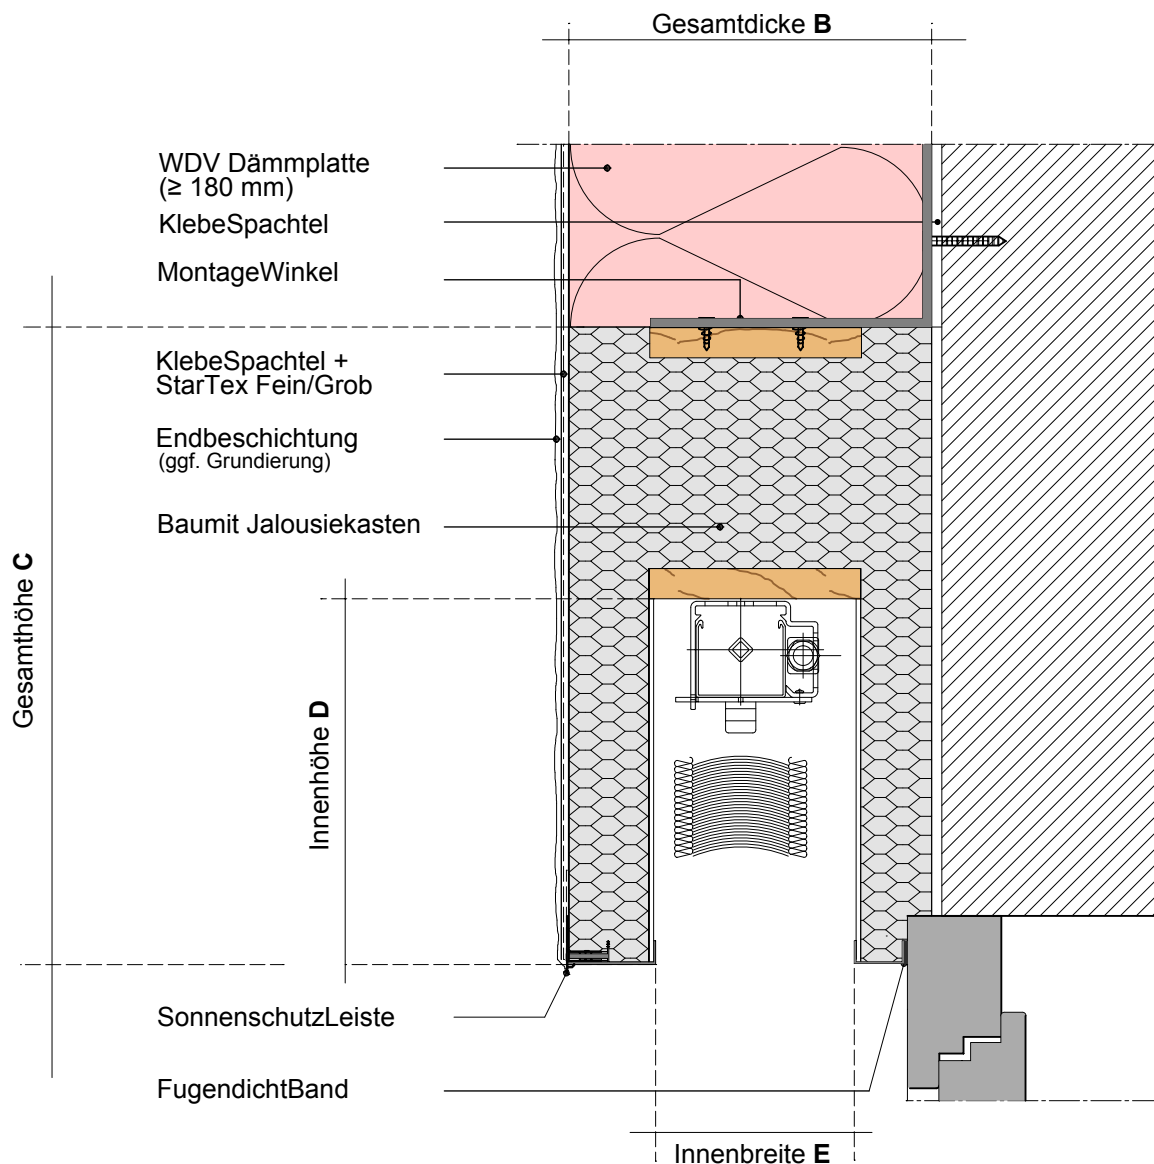 Gesamtdicke B
WDV Dämmplatte
(≥ 180 mm)
KlebeSpachtel
MontageWinkel
KlebeSpachtel +
StarTex Fein/Grob
Endbeschichtung
(ggf. Grundierung)
Baumit Jalousiekasten
Gesamthöhe C
Innenhöhe D
SonnenschutzLeiste
FugendichtBand
Innenbreite E